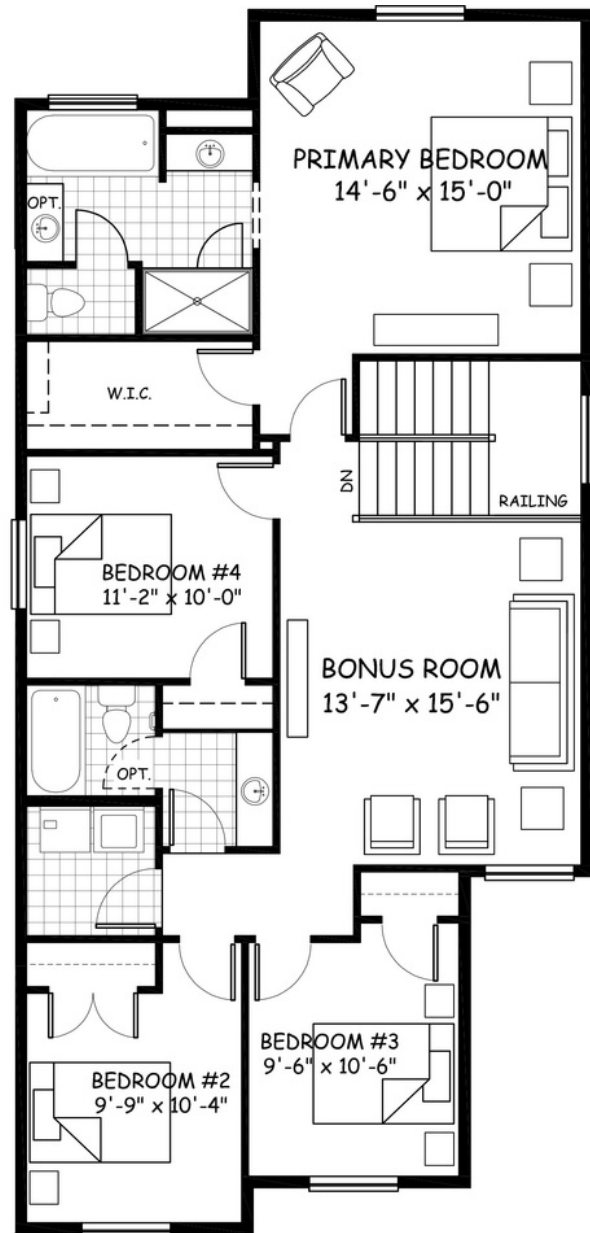 PRIMARY BEDROOM
14'-6" x 15'-0"
OPT.
W.I.C.
DN
RAILING
BEDROOM #4
11'-2" x 10'-0"
BONUS ROOM
13'-7" x 15'-6"
OPT.
BEDROOM #3
9'-6" x 10'-6"
BEDROOM #2
9'-9" x 10'-4"